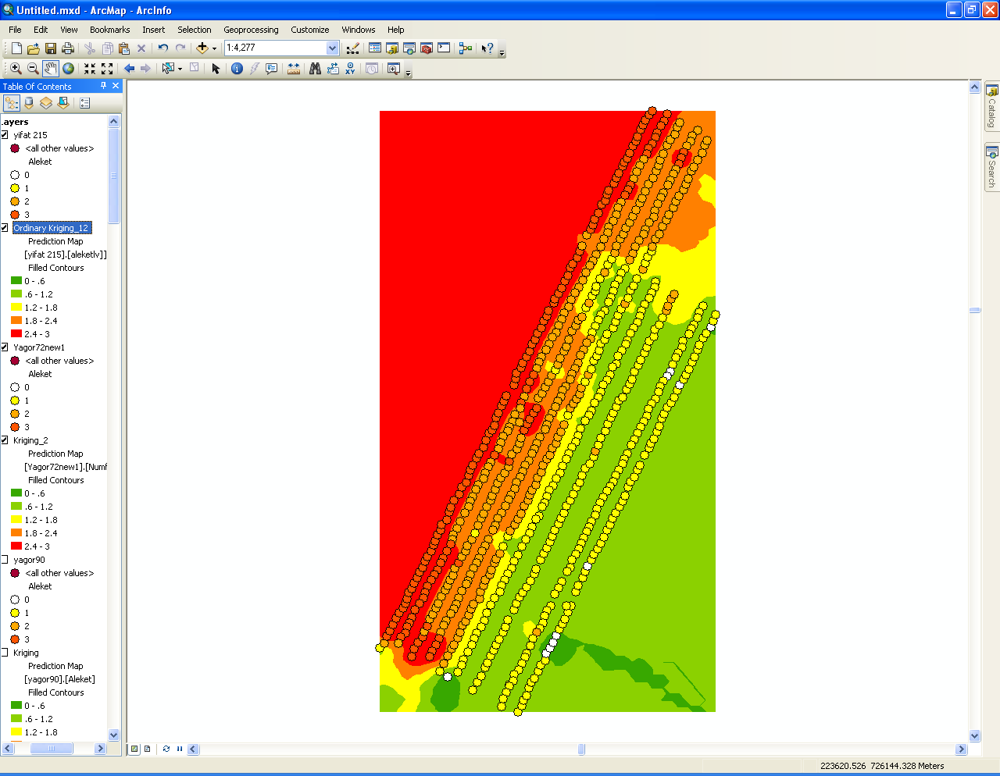 Untitled.mxd - ArcMap - ArcInfo
File Edit View Bookmarks Insert Selection Geoprocessing Customize Windows Help
1:4,277
XY
Table Of Contents
.ayers
yifat 215
<all other values>
Aleket
0
1
2
3
Ordinary Kriging_12
Prediction Map
[yifat 215].[aleketlv]]
Filled Contours
0 - .6
.6 - 1.2
1.2 - 1.8
1.8 - 2.4
2.4 - 3
Yagor72new1
<all other values>
Aleket
0
1
2
3
Kriging_2
Prediction Map
[Yagor72new1].[Numf
Filled Contours
0 - .6
.6 - 1.2
1.2 - 1.8
1.8 - 2.4
2.4 - 3
yagor90
<all other values>
Aleket
0
1
2
3
Kriging
Prediction Map
[yagor90].[Aleket]
Filled Contours
0 - .6
.6 - 1.2
1.2 - 1.8
Catalog
Search
223620.526 726144.328 Meters